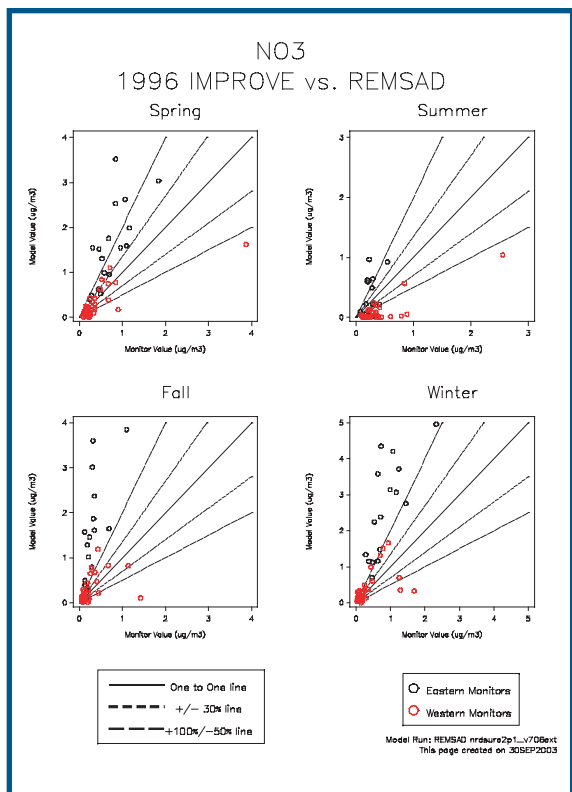 NO3
1996 IMPROVE vs. REMSAD
Spring
Summer
4
3
2
1
0
Model Value (ug/m3)
0 1 2 3 4
Monitor Value (ug/m3)
3
2
1
0
Model Value (ug/m3)
0 1 2 3
Monitor Value (ug/m3)
Fall
Winter
4
3
2
1
0
Model Value (ug/m3)
0 1 2 3 4
Monitor Value (ug/m3)
5
4
3
2
1
0
Model Value (ug/m3)
0 1 2 3 4 5
Monitor Value (ug/m3)
One to One line
+/- 30% line
+100%/-50% line
Eastern Monitors
Western Monitors
Model Run: REMSAD
This page created on 30SEP2003